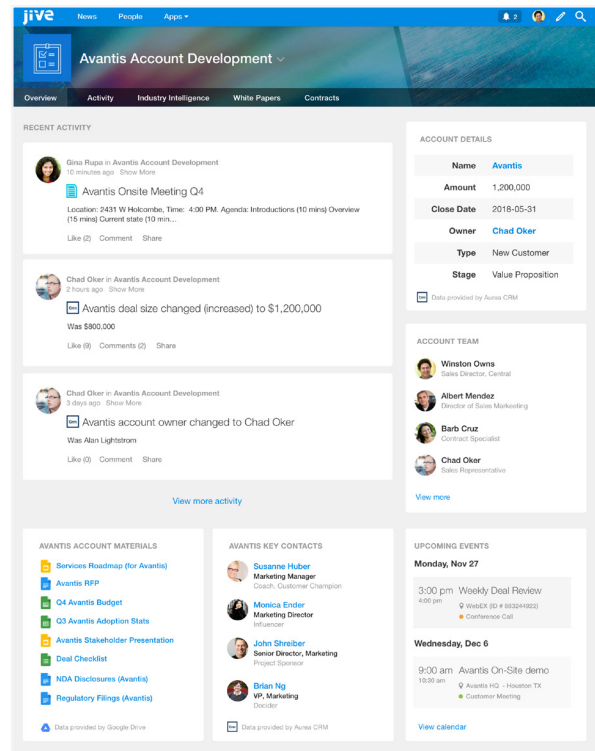 jive News People Apps 2
Avantis Account Development
Overview Activity Industry Intelligence White Papers Contracts
RECENT ACTIVITY
Gina Rupa in Avantis Account Development
10 minutes ago Show More
Avantis Onsite Meeting Q4
Location: 2431 W Holcombe, Time: 4:00 PM. Agenda: Introductions (10 mins) Overview
(15 mins) Current state (10 min...
Like (2) Comment Share
Chad Oker in Avantis Account Development
2 hours ago Show More
Avantis deal size changed (increased) to $1,200,000
Was $800,000
Like (9) Comments (2) Share
Chad Oker in Avantis Account Development
3 days ago Show More
Avantis account owner changed to Chad Oker
Was Alan Lightstrom
Like (0) Comment Share
View more activity
ACCOUNT DETAILS
Name Avantis
Amount 1,200,000
Close Date 2018-05-31
Owner Chad Oker
Type New Customer
Stage Value Proposition
Data provided by Aurea CRM
ACCOUNT TEAM
Winston Owns
Sales Director, Central
Albert Mendez
Director of Sales Markeeting
Barb Cruz
Contract Specialist
Chad Oker
Sales Representative
View more
AVANTIS ACCOUNT MATERIALS
Services Roadmap (for Avantis)
Avantis RFP
Q4 Avantis Budget
Q3 Avantis Adoption Stats
Avantis Stakeholder Presentation
Deal Checklist
NDA Disclosures (Avantis)
Regulatory Filings (Avantis)
Data provided by Google Drive
AVANTIS KEY CONTACTS
Susanne Huber
Marketing Manager
Coach, Customer Champion
Monica Ender
Marketing Director
Influencer
John Shreiber
Senior Director, Marketing
Project Sponsor
Brian Ng
VP, Marketing
Decider
Data provided by Aurea CRM
UPCOMING EVENTS
Monday, Nov 27
3:00 pm Weekly Deal Review
4:00 pm WebEX (ID # 883244922)
Conference Call
Wednesday, Dec 6
9:00 am Avantis On-Site demo
10:30 am Avantis HQ - Houston TX
Customer Meeting
View calendar